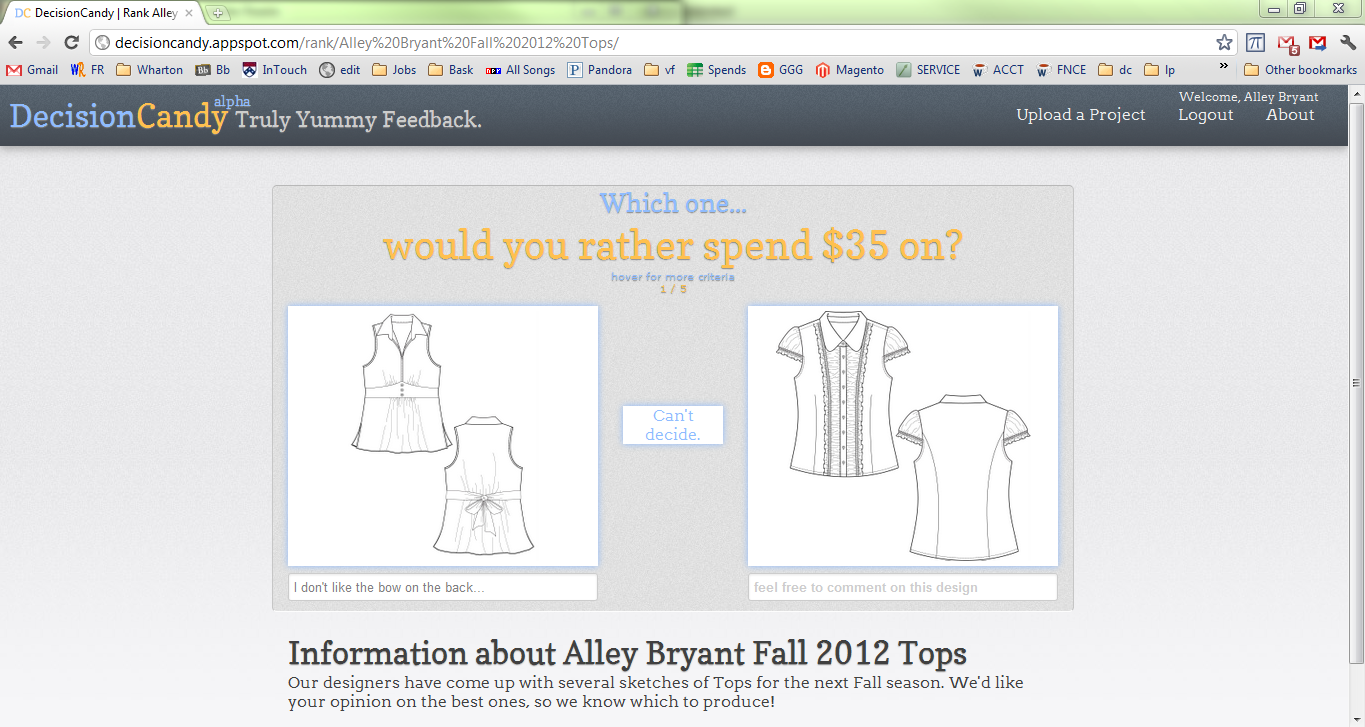 DC DecisionCandy | Rank Alley
decisioncandy.appspot.com/rank/Alley%20Bryant%20Fall%202012%20Tops/
5
Gmail FR Wharton Bb Bb InTouch edit Jobs Bask All Songs P Pandora vf Spends GGG Magento SERVICE ACCT FNCE dc lp » Other bookmarks
DecisionCandy alpha Truly Yummy Feedback.
Welcome, Alley Bryant
Upload a Project Logout About
Which one...
would you rather spend $35 on?
hover for more criteria
1 / 5
Can't
decide.
I don't like the bow on the back...
feel free to comment on this design
Information about Alley Bryant Fall 2012 Tops
Our designers have come up with several sketches of Tops for the next Fall season. We'd like
your opinion on the best ones, so we know which to produce!